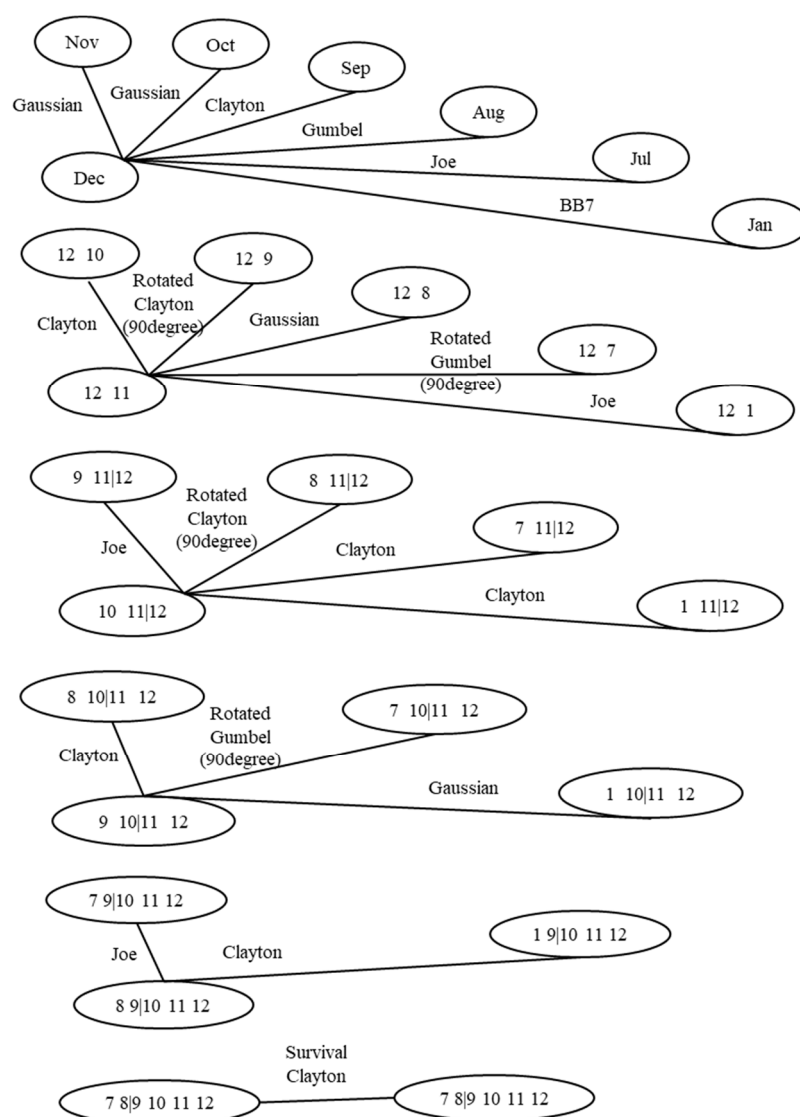 Nov
Oct
Sep
Aug
Jul
Jan
Dec
Gaussian
Gaussian
Clayton
Gumbel
Joe
BB7
12 10
12 9
12 8
12 7
12 1
12 11
Clayton
Rotated
Clayton
(90degree)
Gaussian
Rotated
Gumbel
(90degree)
Joe
9 11|12
8 11|12
7 11|12
1 11|12
10 11|12
Joe
Rotated
Clayton
(90degree)
Clayton
Clayton
8 10|11 12
7 10|11 12
1 10|11 12
9 10|11 12
Clayton
Rotated
Gumbel
(90degree)
Gaussian
7 9|10 11 12
1 9|10 11 12
8 9|10 11 12
Joe
Clayton
Survival
Clayton
7 8|9 10 11 12
7 8|9 10 11 12